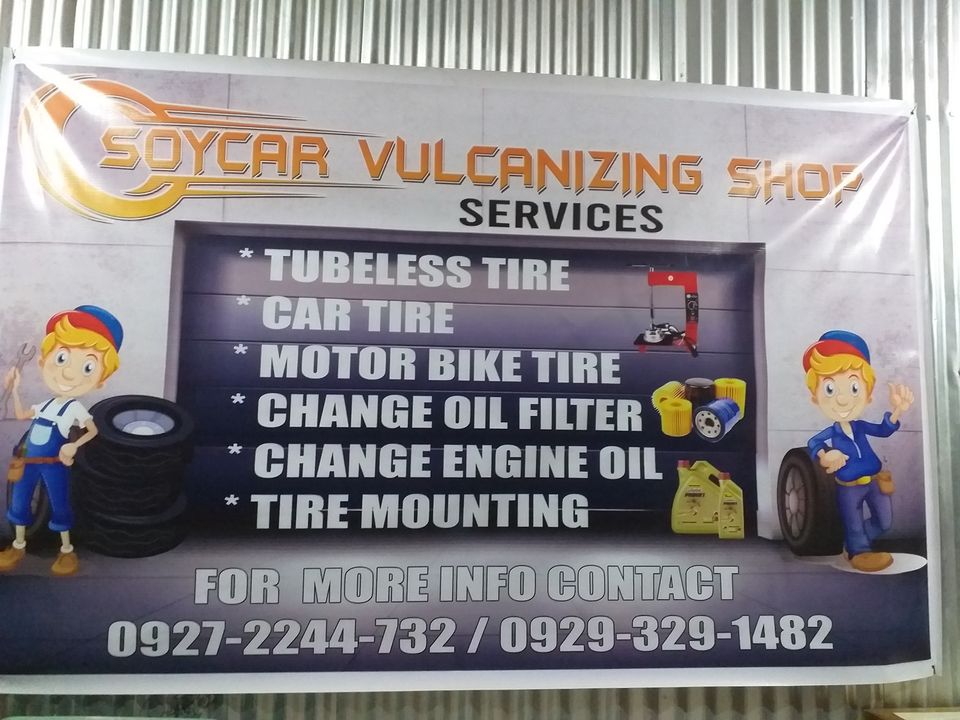 SOYCAR VULCANIZING SHOP
SERVICES
* TUBELESS TIRE
* CAR TIRE
* MOTOR BIKE TIRE
* CHANGE OIL FILTER
* CHANGE ENGINE OIL
* TIRE MOUNTING
FOR MORE INFO CONTACT
0927-2244-732 / 0929-329-1482